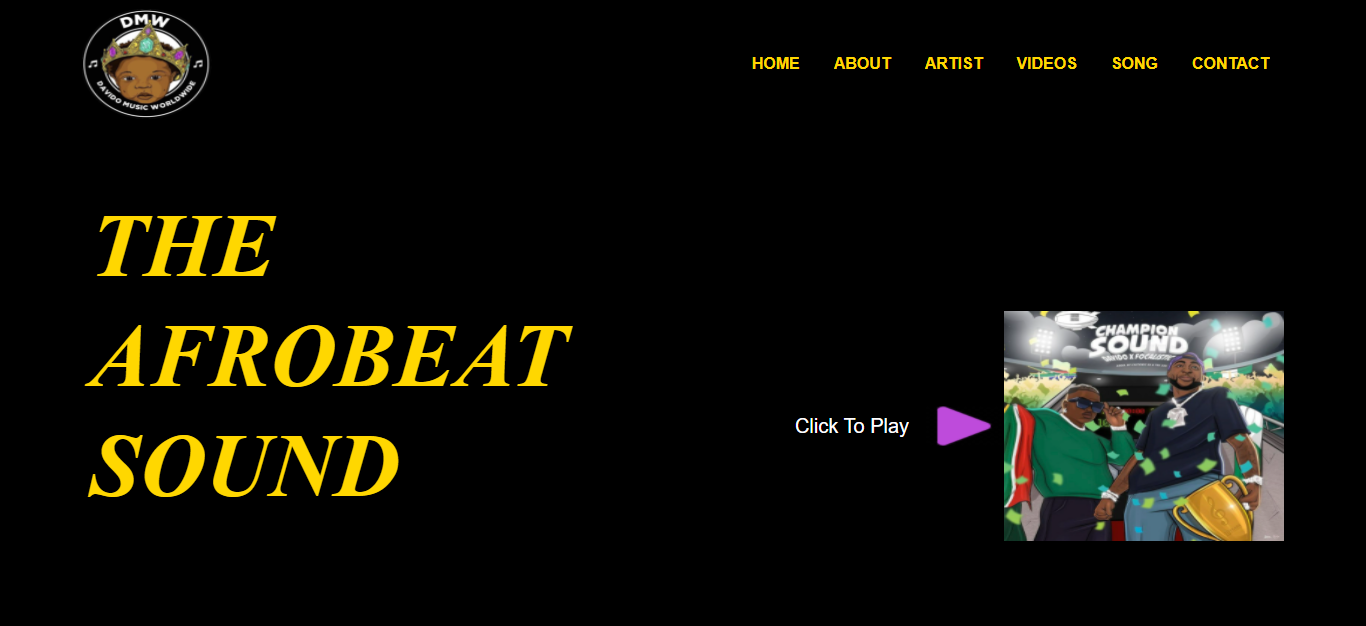 DMW
DAVIDO MUSIC WORLDWIDE
HOME ABOUT ARTIST VIDEOS SONG CONTACT
THE
AFROBEAT
SOUND
Click To Play
CHAMPION
SOUND
DAVIDO X FOCALISTIC